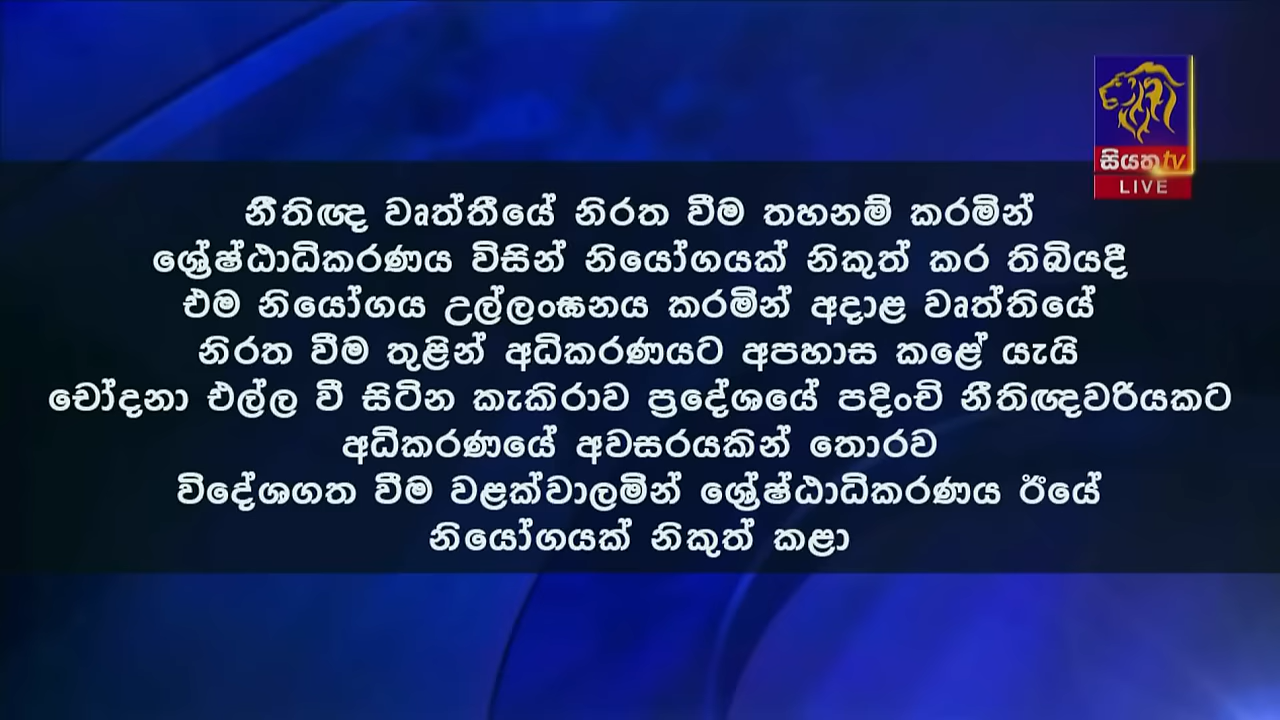 සියත tv
LIVE
නීතිඥ වෘත්තීයේ නිරත වීම තහනම් කරමින්
ශ්‍රේෂ්ඨාධිකරණය විසින් නියෝගයක් නිකුත් කර තිබියදී
එම නියෝගය උල්ලංඝනය කරමින් අදාළ වෘත්තියේ
නිරත වීම තුළින් අධිකරණයට අපහාස කළේ යැයි
චෝදනා එල්ල වී සිටින කැකිරාව ප්‍රදේශයේ පදිංචි නීතිඥවරියකට
අධිකරණයේ අවසරයකින් තොරව
විදේශගත වීම වළක්වාලමින් ශ්‍රේෂ්ඨාධිකරණය ඊයේ
නියෝගයක් නිකුත් කළා